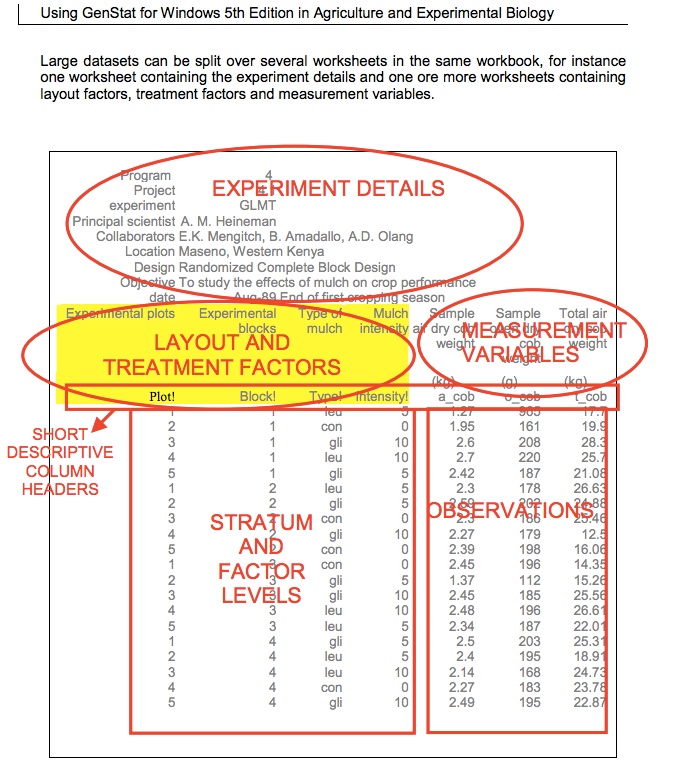 Using GenStat for Windows 5th Edition in Agriculture and Experimental Biology
Large datasets can be split over several worksheets in the same workbook, for instance
one worksheet containing the experiment details and one ore more worksheets containing
layout factors, treatment factors and measurement variables.
Program 4
Project
EXPERIMENT DETAILS
experiment GLMT
Principal scientist A. M. Heineman
Collaborators E.K. Mengitch, B. Amadallo, A.D. Olang
Location Maseno, Western Kenya
Design Randomized Complete Block Design
Objective To study the effects of mulch on crop performance
date Aug-89 End of first cropping season
Experimental plots Experimental Type of Mulch Sample Sample Total air
blocks mulch intensity air dry cob oven dry dry cob
weight cob weight
weight
LAYOUT AND
TREATMENT FACTORS
MEASUREMENT
VARIABLES
(kg) (g) (kg)
Plot! Block! Type! intensity! a_cob o_cob t_cob
SHORT
DESCRIPTIVE
COLUMN
HEADERS
1 leu 5 1.27 17.7
2 1 con 0 1.95 161 19.9
3 1 gli 10 2.6 208 28.3
4 1 leu 10 2.7 220 25.7
5 1 gli 5 2.42 187 21.08
1 2 leu 5 2.3 178 26.63
2 2 gli 5 2.59 202 24.88
OBSERVATIONS
3 2 con 0 2.3 186 25.46
STRATUM
AND
FACTOR
LEVELS
4 gli 10 2.27 179 12.5
5 con 0 2.39 198 16.06
1 3 con 0 2.45 196 14.35
2 3 gli 5 1.37 112 15.26
3 3 gli 10 2.45 185 25.56
4 3 leu 10 2.48 196 26.61
5 3 leu 5 2.34 187 22.01
1 4 gli 5 2.5 203 25.31
2 4 leu 5 2.4 195 18.91
3 4 leu 10 2.14 168 24.73
4 4 con 0 2.27 183 23.78
5 4 gli 10 2.49 195 22.87